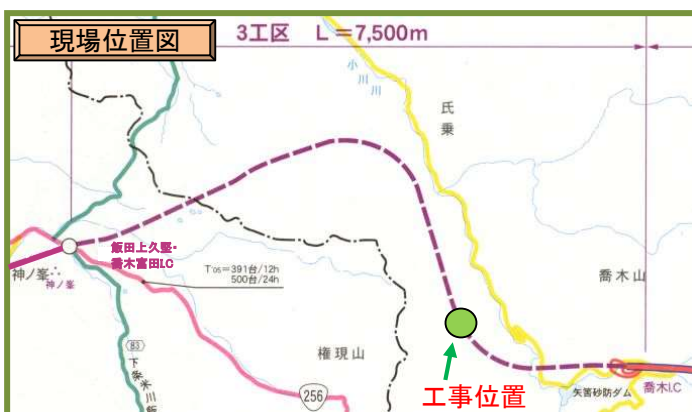 現場位置図
3工区 L=7,500m
小川川
氏乗
飯田上久堅・
喬木富田I.C
神ノ峯
神ノ峯
T'05=391台/12h
500台/24h
喬木山
83
下条米川飯
権現山
256
工事位置
矢筈砂防ダム
喬木I.C